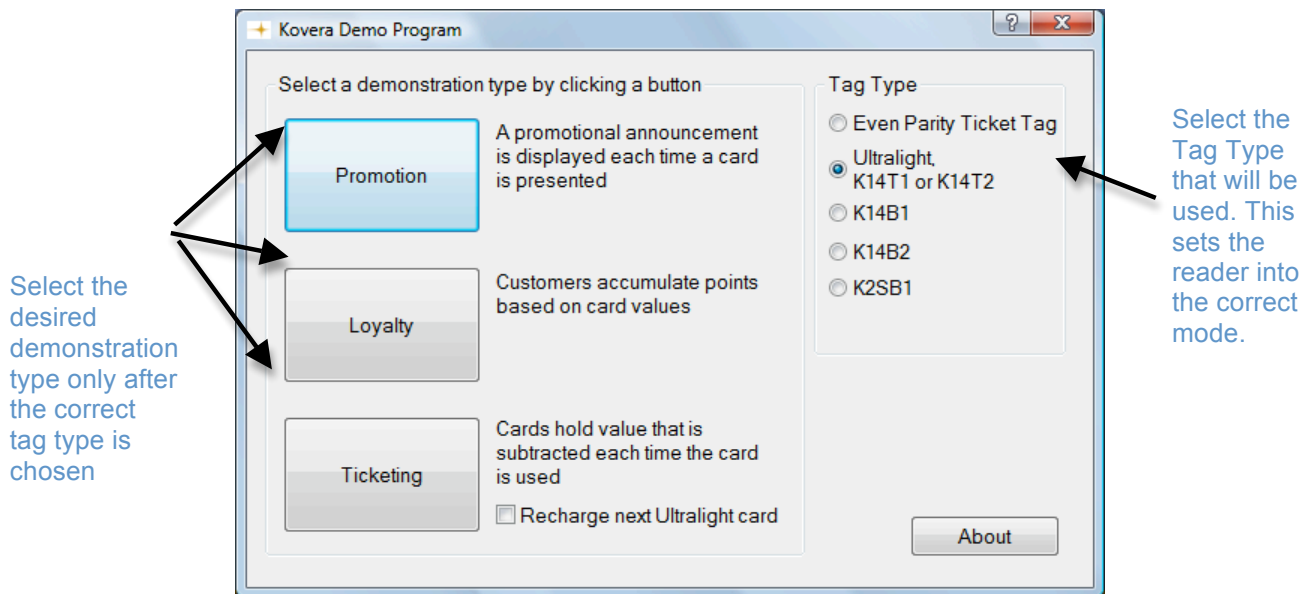 Kovera Demo Program
Select a demonstration type by clicking a button
Promotion
A promotional announcement
is displayed each time a card
is presented
Loyalty
Customers accumulate points
based on card values
Ticketing
Cards hold value that is
subtracted each time the card
is used
Recharge next Ultralight card
Tag Type
Even Parity Ticket Tag
Ultralight,
K14T1 or K14T2
K14B1
K14B2
K2SB1
About
Select the
desired
demonstration
type only after
the correct
tag type is
chosen
Select the
Tag Type
that will be
used. This
sets the
reader into
the correct
mode.